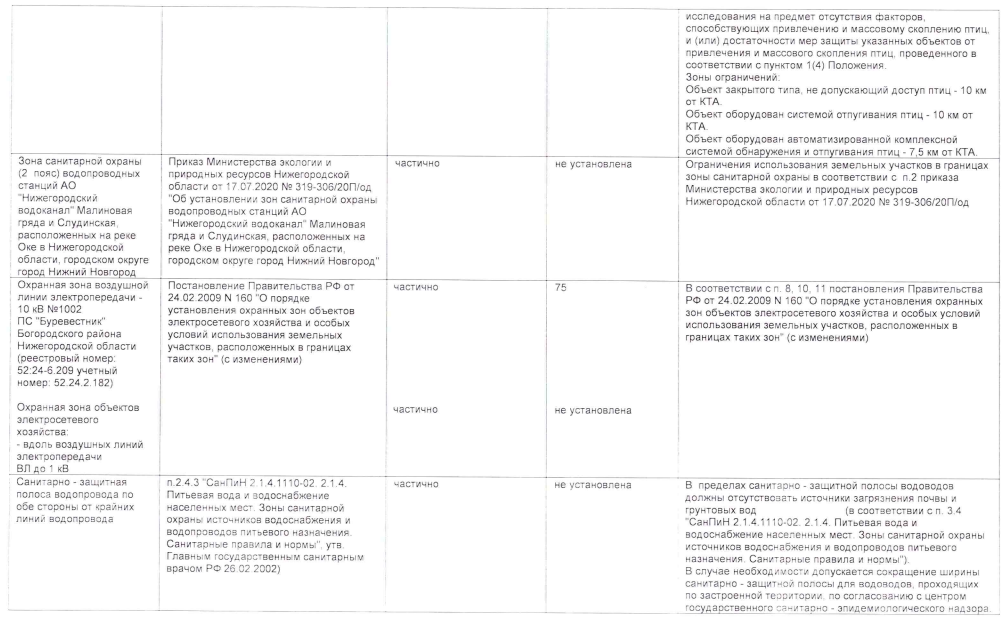 исследования на предмет отсутствия факторов,
способствующих привлечению и массовому скоплению птиц,
и (или) достаточности мер защиты указанных объектов от
привлечения и массового скопления птиц, проведенного в
соответствии с пунктом 1(4) Положения.
Зоны ограничений:
Объект закрытого типа, не допускающий доступ птиц - 10 км
от КТА.
Объект оборудован системой отпугивания птиц - 10 км от
КТА.
Объект оборудован автоматизированной комплексной
системой обнаружения и отпугивания птиц - 7,5 км от КТА.
Зона санитарной охраны
(2 пояс) водопроводных
станций АО
"Нижегородский
водоканал" Малиновая
гряда и Слудинская,
расположенных на реке
Оке в Нижегородской
области, городском округе
город Нижний Новгород
Приказ Министерства экологии и
природных ресурсов Нижегородской
области от 17.07.2020 № 319-306/20П/од
"Об установлении зон санитарной охраны
водопроводных станций АО
"Нижегородский водоканал" Малиновая
гряда и Слудинская, расположенных на
реке Оке в Нижегородской области,
городском округе город Нижний Новгород"
частично
не установлена
Ограничения использования земельных участков в границах
зоны санитарной охраны в соответствии с п.2 приказа
Министерства экологии и природных ресурсов
Нижегородской области от 17.07.2020 № 319-306/20П/од
Охранная зона воздушной
линии электропередачи -
10 кВ №1002
ПС "Буревестник"
Богородского района
Нижегородской области
(реестровый номер:
52:24-6.209 учетный
номер: 52.24.2.182)
Постановление Правительства РФ от
24.02.2009 N 160 "О порядке
установления охранных зон объектов
электросетевого хозяйства и особых
условий использования земельных
участков, расположенных в границах
таких зон" (с изменениями)
частично
75
В соответствии с п. 8, 10, 11 постановления Правительства
РФ от 24.02.2009 N 160 "О порядке установления охранных
зон объектов электросетевого хозяйства и особых условий
использования земельных участков, расположенных в
границах таких зон" (с изменениями)
Охранная зона объектов
электросетевого
хозяйства:
- вдоль воздушных линий
электропередачи
ВЛ до 1 кВ
частично
не установлена
Санитарно - защитная
полоса водопровода по
обе стороны от крайних
линий водопровода
п.2.4.3 "СанПиН 2.1.4.1110-02. 2.1.4.
Питьевая вода и водоснабжение
населенных мест. Зоны санитарной
охраны источников водоснабжения и
водопроводов питьевого назначения.
Санитарные правила и нормы", утв.
Главным государственным санитарным
врачом РФ 26.02.2002)
частично
не установлена
В пределах санитарно - защитной полосы водоводов
должны отсутствовать источники загрязнения почвы и
грунтовых вод (в соответствии с п. 3.4
"СанПиН 2.1.4.1110-02. 2.1.4. Питьевая вода и
водоснабжение населенных мест. Зоны санитарной охраны
источников водоснабжения и водопроводов питьевого
назначения. Санитарные правила и нормы").
В случае необходимости допускается сокращение ширины
санитарно - защитной полосы для водоводов, проходящих
по застроенной территории, по согласованию с центром
государственного санитарно - эпидемиологического надзора.